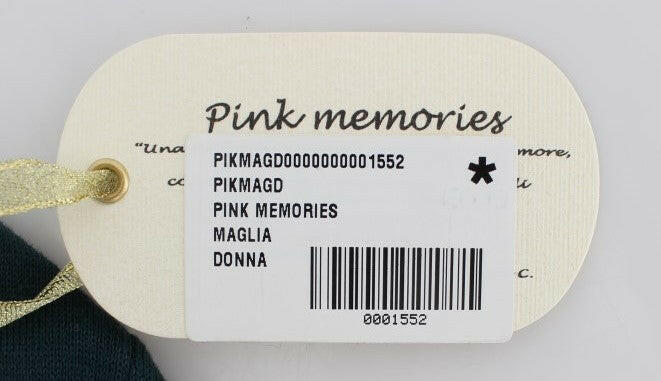 Pink memories
"Una more,
PIKMAGD0000000001552 *
PIKMAGD
PINK MEMORIES
MAGLIA
DONNA
0001552